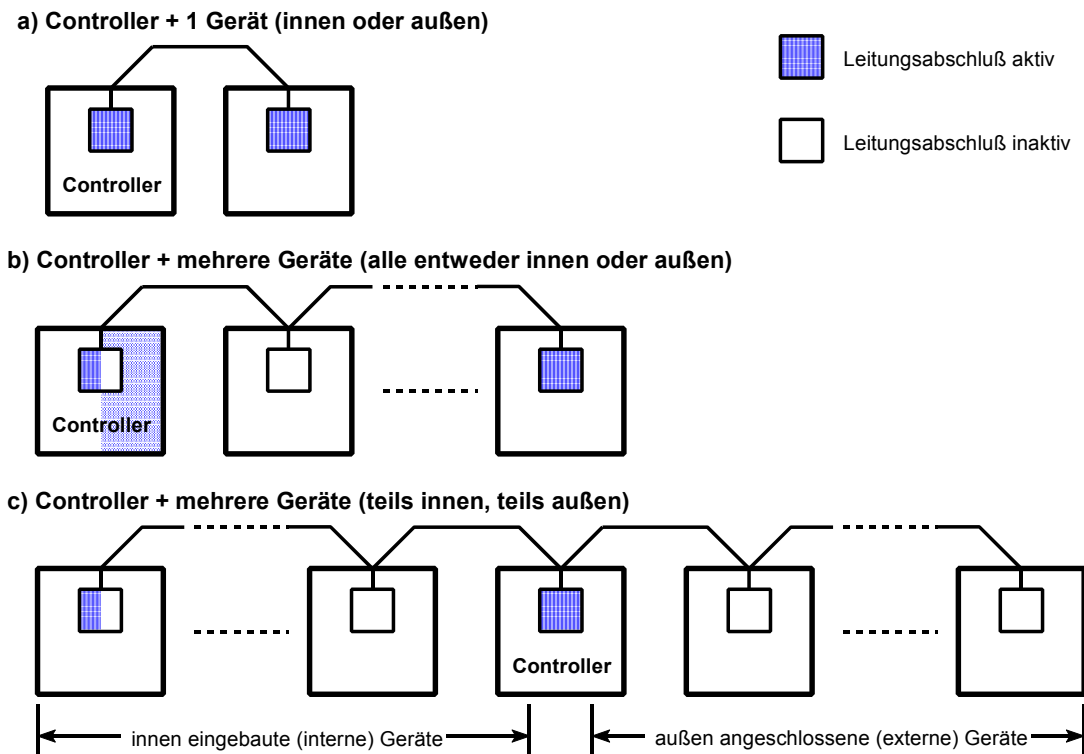 a) Controller + 1 Gerät (innen oder außen)
Leitungsabschluß aktiv
Leitungsabschluß inaktiv
Controller
b) Controller + mehrere Geräte (alle entweder innen oder außen)
Controller
c) Controller + mehrere Geräte (teils innen, teils außen)
Controller
innen eingebaute (interne) Geräte
außen angeschlossene (externe) Geräte